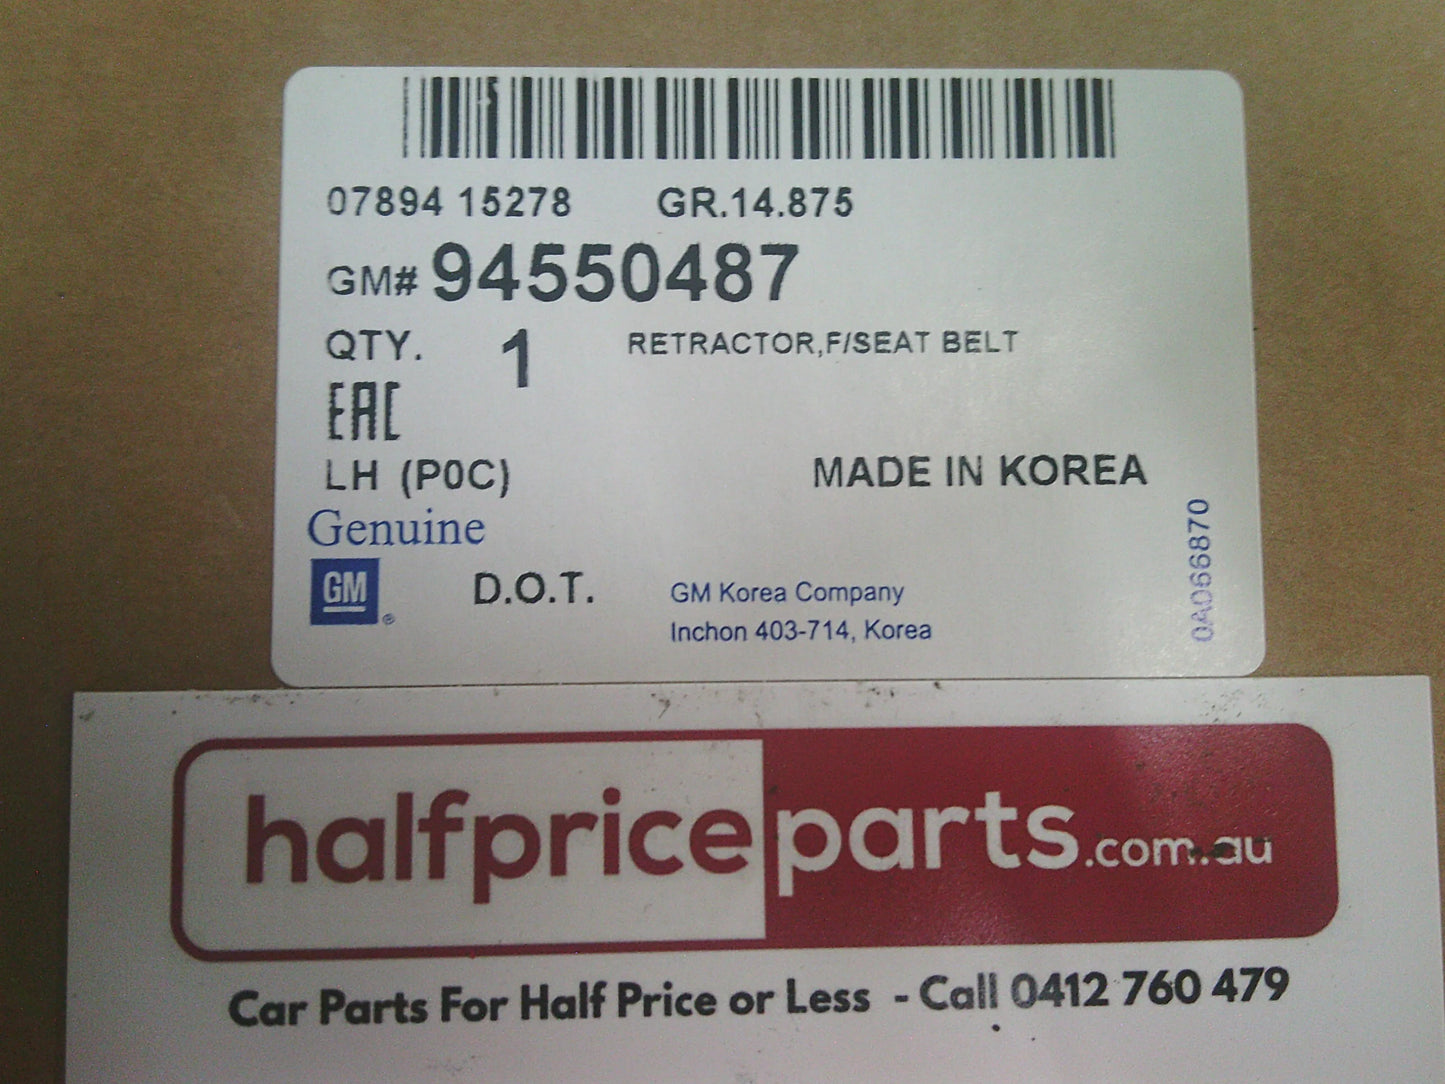 07894 15278 GR.14.875
GM# 94550487
QTY. 1 RETRACTOR,F/SEAT BELT
EAC
LH (P0C) MADE IN KOREA
Genuine
GM ®
D.O.T.
GM Korea Company
Inchon 403-714, Korea
0A066870
halfpriceparts.com.au
Car Parts For Half Price or Less - Call 0412 760 479